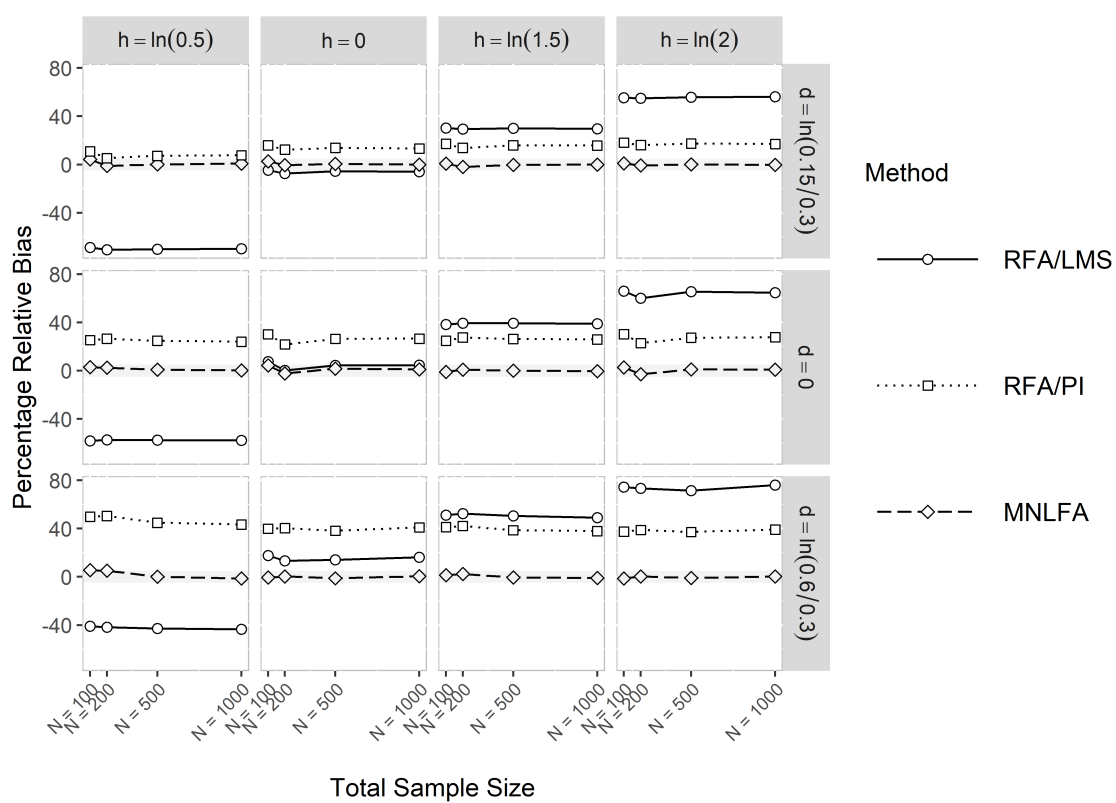 h = ln(0.5)
h = 0
h = ln(1.5)
h = ln(2)
80
40
0
-40
d = ln(0.15/0.3)
80
40
0
-40
d = 0
80
40
0
-40
d = ln(0.6/0.3)
Percentage Relative Bias
N = 100
N = 200
N = 500
N = 1000
N = 100
N = 200
N = 500
N = 1000
N = 100
N = 200
N = 500
N = 1000
N = 100
N = 200
N = 500
N = 1000
Total Sample Size
Method
RFA/LMS
RFA/PI
MNLFA